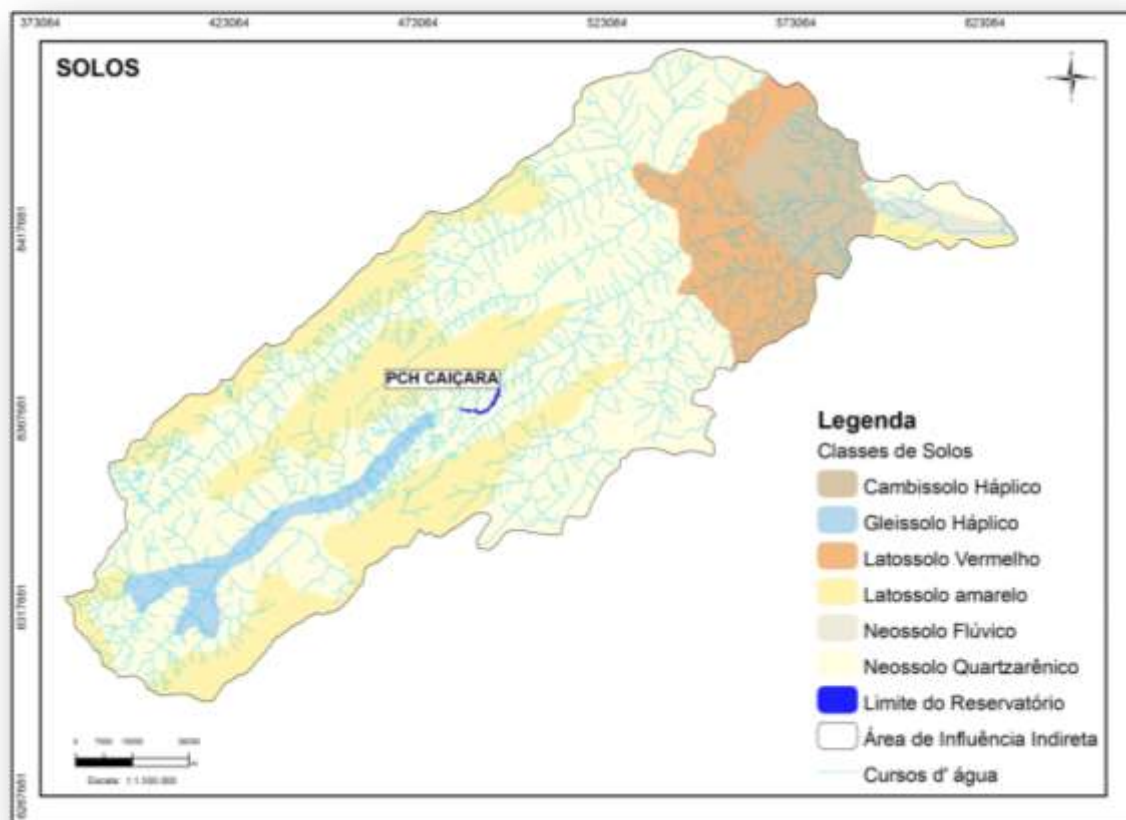 373064 423064 473064 523064 573064 623064
SOLOS
PCH CAIÇARA
8417681
8367681
8317681
8267681
Legenda
Classes de Solos
Cambissolo Háplico
Gleissolo Háplico
Latossolo Vermelho
Latossolo amarelo
Neossolo Flúvico
Neossolo Quartzarênico
Limite do Reservatório
Área de Influência Indireta
Cursos d' água
0
Escala: